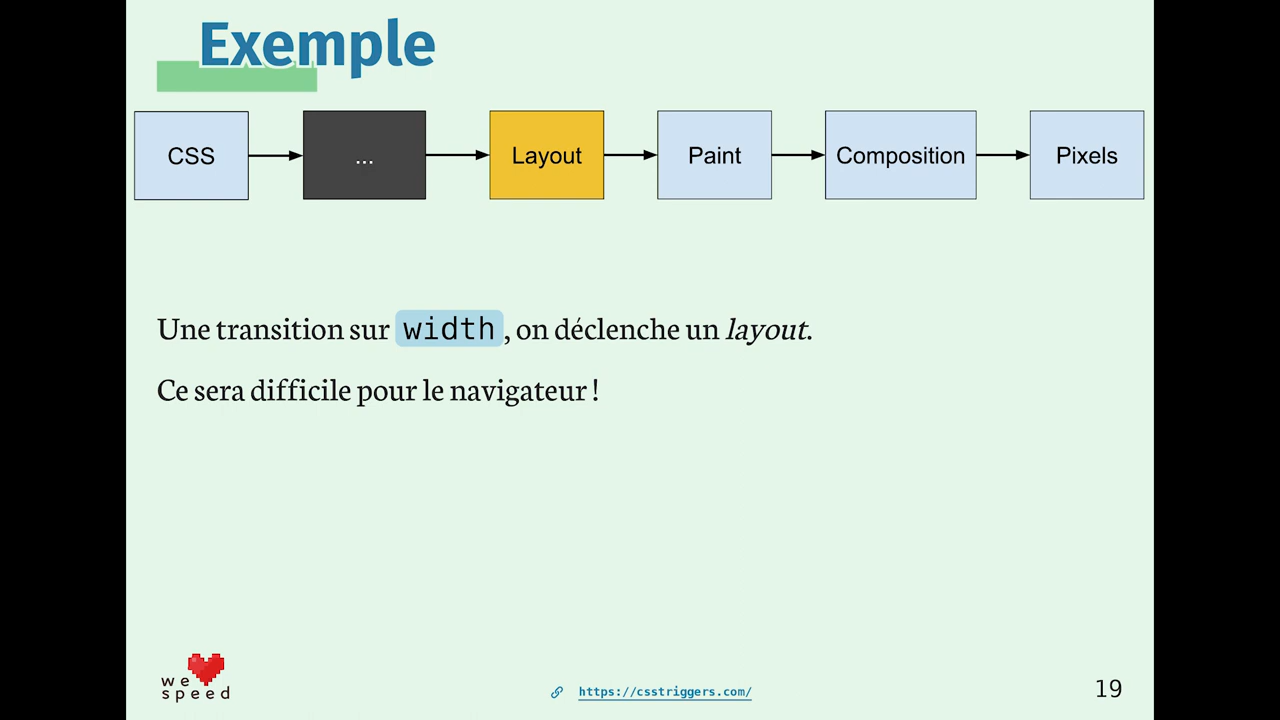 Exemple
CSS
...
Layout
Paint
Composition
Pixels
Une transition sur width, on déclenche un layout.
Ce sera difficile pour le navigateur !
we
speed
https://csstriggers.com/
19